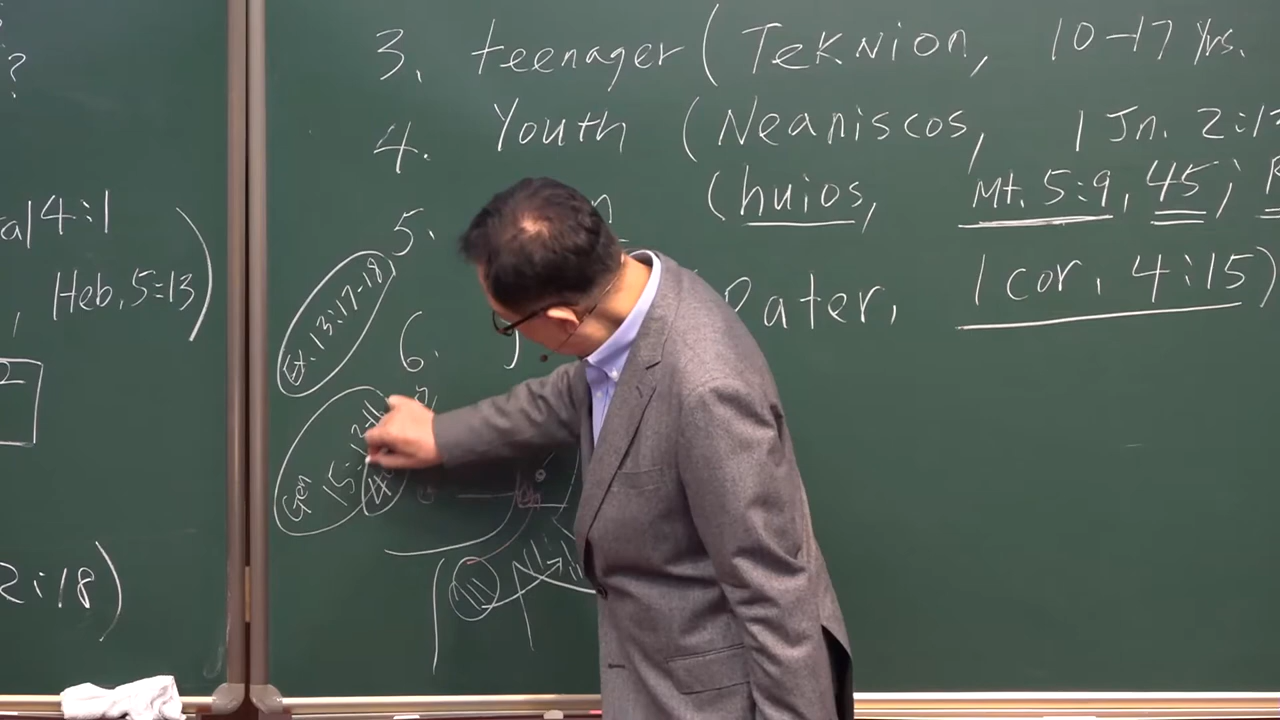 ?
al 4:1
Heb. 5:13)
2
2:18)
3. teenager (Teknion, 10-17 Yrs.
4. Youth (Neaniscos, 1 Jn. 2:1
5. n (huios, Mt. 5:9, 45;
6. Pater, 1 cor. 4:15)
Ex. 13:17-18
Gen 15: